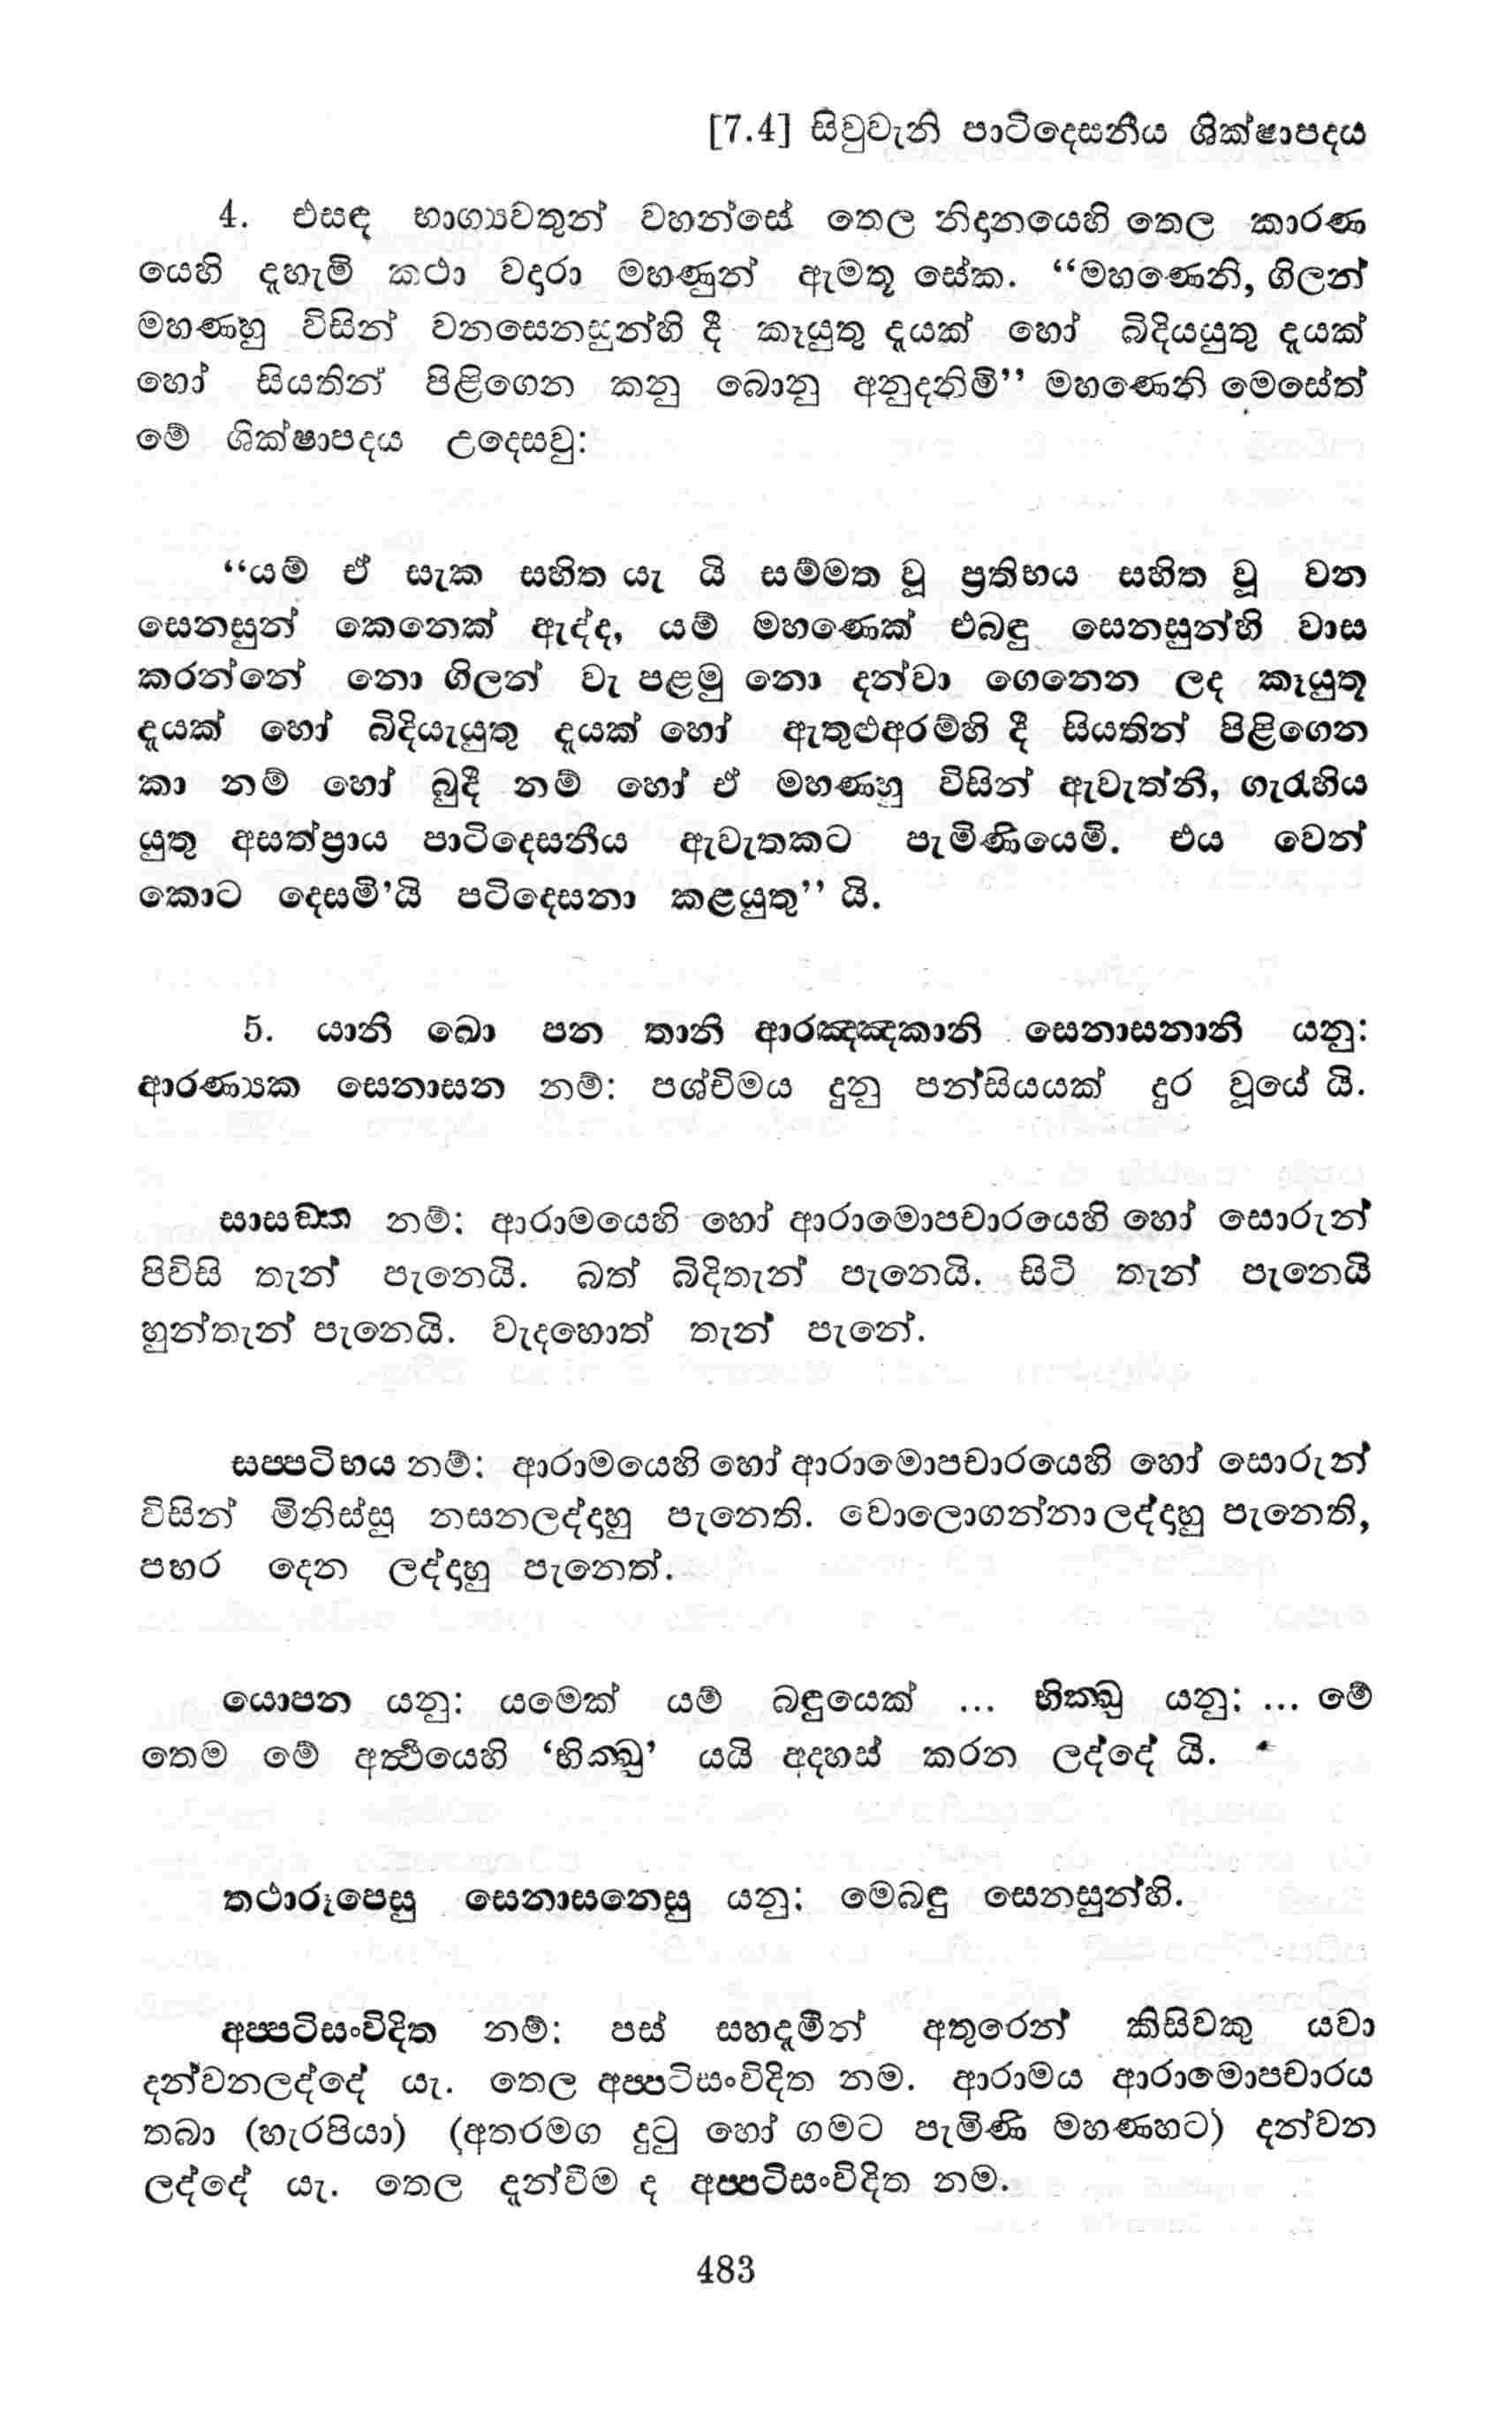 [7.4] සිවුවැනි පාටිදෙසනීය ශික්ෂාපදය
4. එසඳ භාග්‍යවතුන් වහන්සේ තෙල නිදානයෙහි තෙල කාරණ
යෙහි දැහැමි කථා වදාරා මහණුන් ඇමතූ සේක. “මහණෙනි, ගිලන්
මහණහු විසින් වනසෙනසුන්හි දී කෑයුතු දැයක් හෝ බිදියයුතු දැයක්
හෝ සියතින් පිළිගෙන කනු බොනු අනුදනිමි” මහණෙනි මෙසේත්
මේ ශික්ෂාපදය උදෙසවු:
“යම් ඒ සැක සහිත යැ යි සම්මත වූ ප්‍රතිභය සහිත වූ වන
සෙනසුන් කෙනෙක් ඇද්ද, යම් මහණෙක් එබඳු සෙනසුන්හි වාස
කරන්නේ නො ගිලන් වැ පළමු නො දන්වා ගෙනෙන ලද කෑයුතු
දැයක් හෝ බිදියැයුතු දැයක් හෝ ඇතුළුඅරම්හි දී සියතින් පිළිගෙන
කා නම් හෝ බුදී නම් හෝ ඒ මහණහු විසින් ඇවැත්නි, ගැරැහිය
යුතු අසත්ප්‍රාය පාටිදෙසනීය ඇවැතකට පැමිණියෙමි. එය වෙන්
කොට දෙසමි’යි පටිදෙසනා කළයුතු” යි.
5. යානි ඛො පන තානි ආරඤ්ඤකානි සෙනාසනානි යනු:
ආරණ්‍යක සෙනාසන නම්: පශ්චිමය දුනු පන්සියයක් දුර වූයේ යි.
සාසඞ්ක නම්: ආරාමයෙහි හෝ ආරාමොපචාරයෙහි හෝ සොරුන්
පිවිසි තැන් පැනෙයි. බත් බිදිතැන් පැනෙයි. සිටි තැන් පැනෙයි
හුන්තැන් පැනෙයි. වැදහොත් තැන් පැනේ.
සප්පටිභය නම්: ආරාමයෙහි හෝ ආරාමොපචාරයෙහි හෝ සොරුන්
විසින් මිනිස්සු නසනලද්දාහු පැනෙති. වොලොගන්නා ලද්දාහු පැනෙති,
පහර දෙන ලද්දාහු පැනෙත්.
යොපන යනු: යමෙක් යම් බඳුයෙක් ... භික්ඛු යනු: ... මේ
තෙම මේ අර්ත්‍ථයෙහි ‘භික්ඛු’ යයි අදහස් කරන ලද්දේ යි.
තථාරූපෙසු සෙනාසනෙසු යනු: මෙබඳු සෙනසුන්හි.
අප්පටිසංවිදිත නම්: පස් සහදැමීන් අතුරෙන් කිසිවකු යවා
දන්වනලද්දේ යැ. තෙල අප්පටිසංවිදිත නම. ආරාමය ආරාමොපචාරය
තබා (හැරපියා) (අතරමග දුටු හෝ ගමට පැමිණි මහණහට) දන්වන
ලද්දේ යැ. තෙල දැන්වීම ද අප්පටිසංවිදිත නම.
483